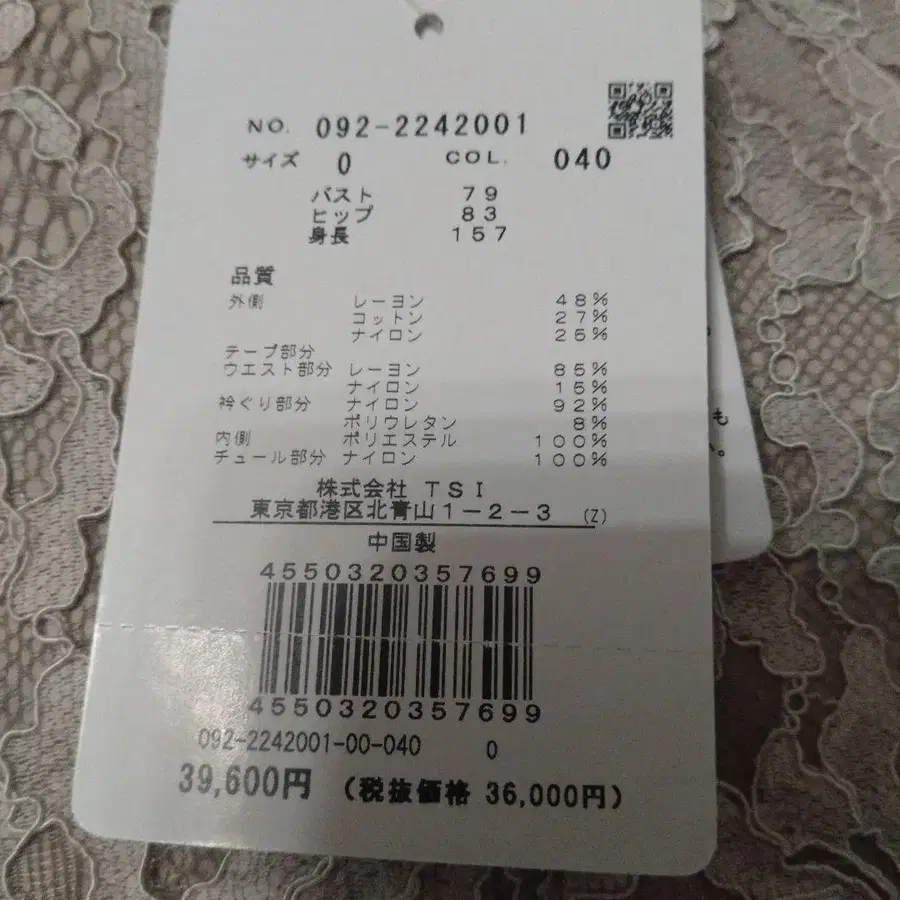 NO. 092-2242001
サイズ 0 COL. 040
バスト 79
ヒップ 83
身長 157
品質
外側 レーヨン 48%
コットン 27%
ナイロン 25%
テープ部分
ウエスト部分 レーヨン 85%
ナイロン 15%
衿ぐり部分 ナイロン 92%
ポリウレタン 8%
内側 ポリエステル 100%
チュール部分 ナイロン 100%
株式会社 TSI
東京都港区北青山1-2-3 (Z)
中国製
4550320357699
4550320357699
092-2242001-00-040 0
39,600円 (税抜価格 36,000円)
も